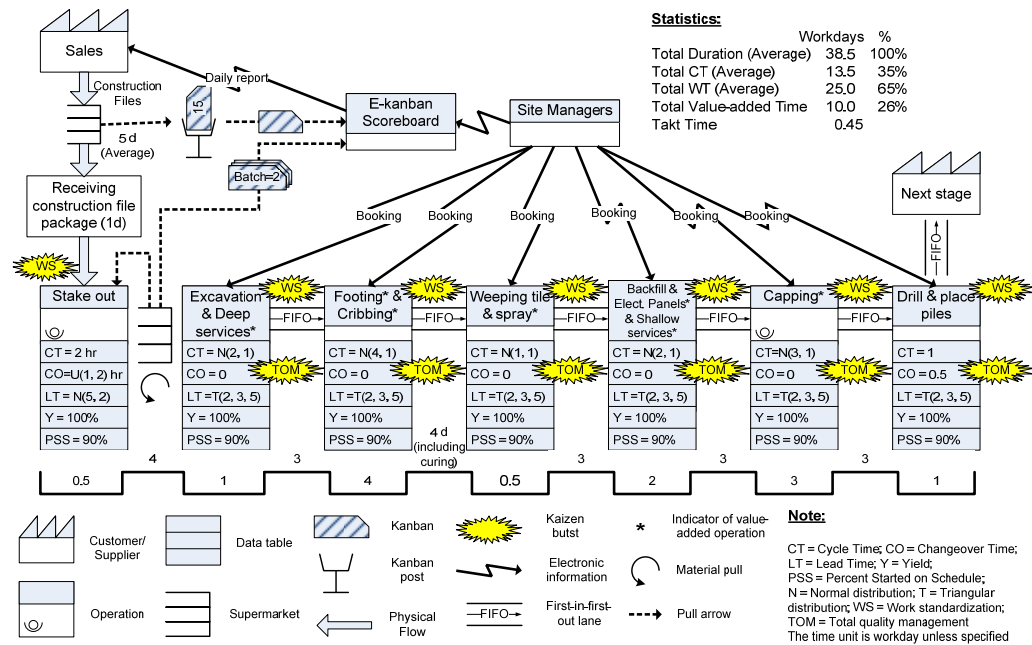 Statistics:
Workdays %
Total Duration (Average) 38.5 100%
Total CT (Average) 13.5 35%
Total WT (Average) 25.0 65%
Total Value-added Time 10.0 26%
Takt Time 0.45
Sales
Daily report
Construction
Files
15
5 d
(Average)
E-kanban
Scoreboard
Site Managers
Batch=2
Receiving
construction file
package (1d)
Next stage
FIFO
Booking
Booking
Booking
Booking
Booking
Booking
WS
WS
WS
WS
WS
WS
WS
Stake out
CT = 2 hr
CO=U(1, 2) hr
LT = N(5, 2)
Y = 100%
PSS = 90%
Excavation
& Deep
services*
CT = N(2, 1)
CO = 0
LT =T(2, 3, 5)
Y = 100%
PSS = 90%
FIFO
TOM
Footing* &
Cribbing*
CT = N(4, 1)
CO = 0
LT =T(2, 3, 5)
Y = 100%
PSS = 90%
FIFO
TOM
Weeping tile
& spray*
CT = N(1, 1)
CO = 0
LT =T(2, 3, 5)
Y = 100%
PSS = 90%
FIFO
TOM
Backfill &
Elect. Panels*
& Shallow
services*
CT = N(2, 1)
CO = 0
LT =T(2, 3, 5)
Y = 100%
PSS = 90%
FIFO
TOM
Capping*
CT=N(3, 1)
CO = 0
LT =T(2, 3, 5)
Y = 100%
PSS = 90%
FIFO
TOM
Drill & place
piles
CT = 1
CO = 0.5
LT =T(2, 3, 5)
Y = 100%
PSS = 90%
TOM
4
3
4 d
(including
curing)
3
3
3
0.5
1
4
0.5
2
3
1
Customer/
Supplier
Data table
Kanban
Kaizen
butst
*
Indicator of value-
added operation
Kanban
post
Electronic
information
Material pull
Operation
Supermarket
Physical
Flow
FIFO
First-in-first-
out lane
Pull arrow
Note:
CT = Cycle Time; CO = Changeover Time;
LT = Lead Time; Y = Yield;
PSS = Percent Started on Schedule;
N = Normal distribution; T = Triangular
distribution; WS = Work standardization;
TOM = Total quality management
The time unit is workday unless specified